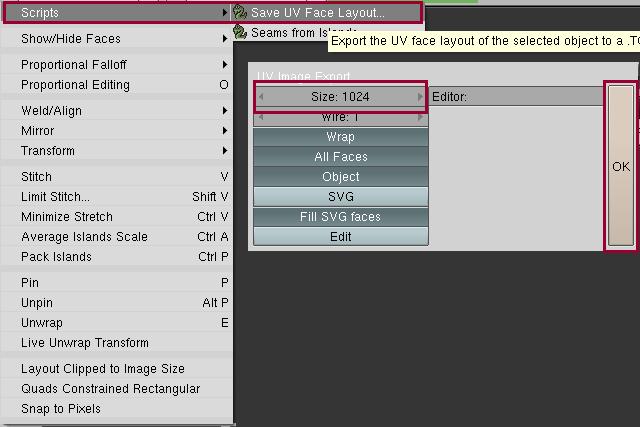 Scripts
Save UV Face Layout...
Seams from Islands
Export the UV face layout of the selected object to a .T
Show/Hide Faces
Proportional Falloff
Proportional Editing O
Weld/Align
Mirror
Transform
Stitch V
Limit Stitch... Shift V
Minimize Stretch Ctrl V
Average Islands Scale Ctrl A
Pack Islands Ctrl P
Pin P
Unpin Alt P
Unwrap E
Live Unwrap Transform
Layout Clipped to Image Size
Quads Constrained Rectangular
Snap to Pixels
UV Image Export
Size: 1024
Editor:
Wire: 1
Wrap
All Faces
Object
SVG
Fill SVG faces
Edit
OK